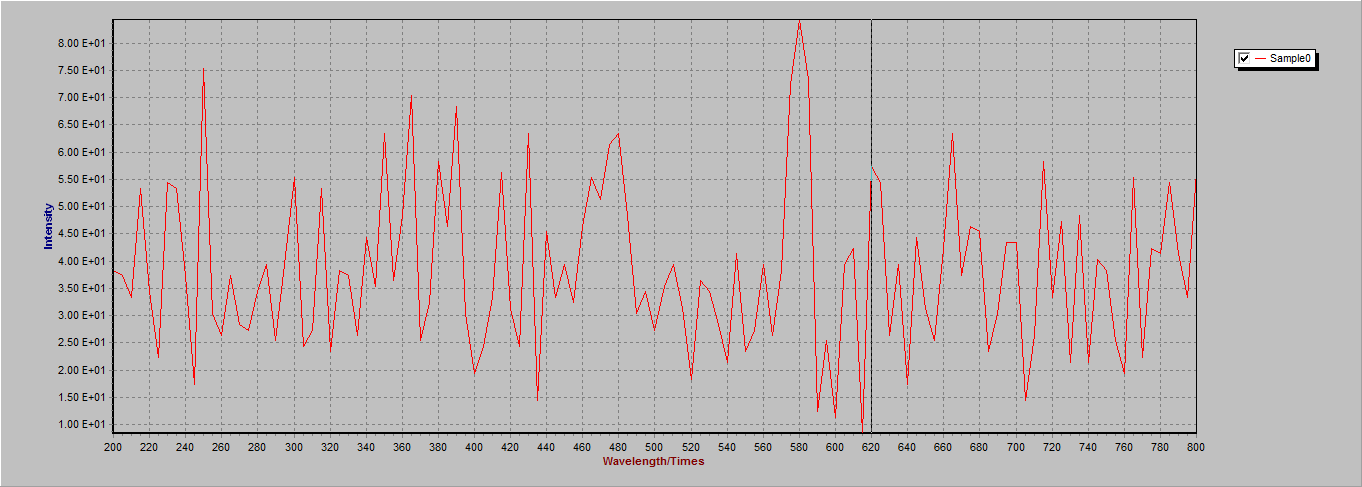 8.00 E+01
7.50 E+01
7.00 E+01
6.50 E+01
6.00 E+01
5.50 E+01
5.00 E+01
4.50 E+01
4.00 E+01
3.50 E+01
3.00 E+01
2.50 E+01
2.00 E+01
1.50 E+01
1.00 E+01
Intensity
200 220 240 260 280 300 320 340 360 380 400 420 440 460 480 500 520 540 560 580 600 620 640 660 680 700 720 740 760 780 800
Wavelength/Times
Sample0